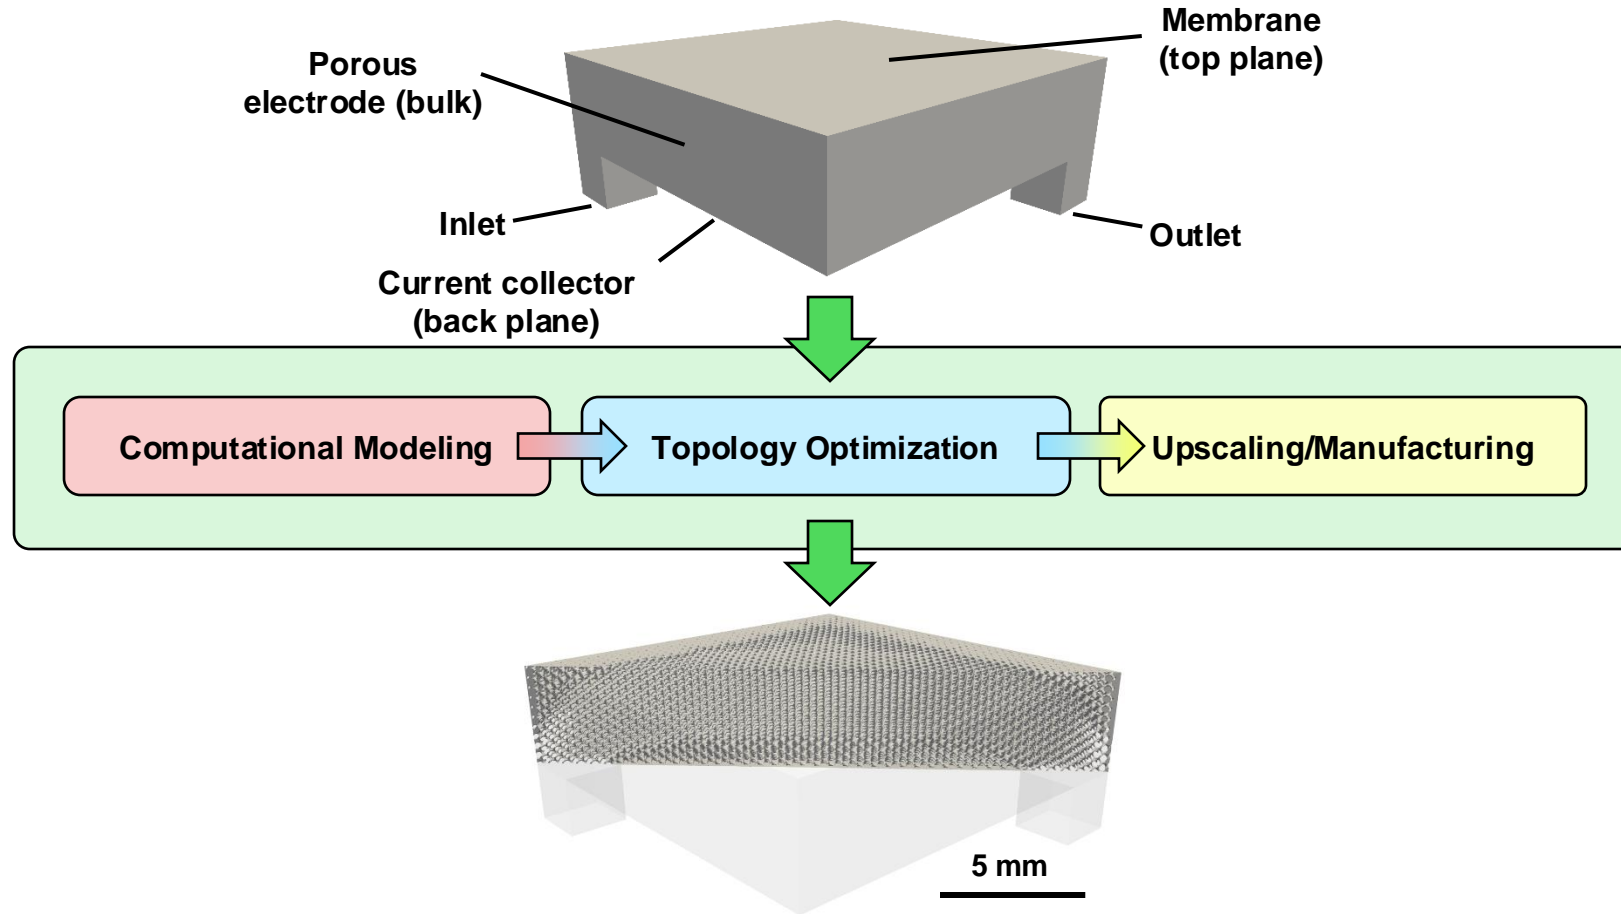 Membrane
(top plane)
Porous
electrode (bulk)
Inlet
Outlet
Current collector
(back plane)
Computational Modeling
Topology Optimization
Upscaling/Manufacturing
5 mm